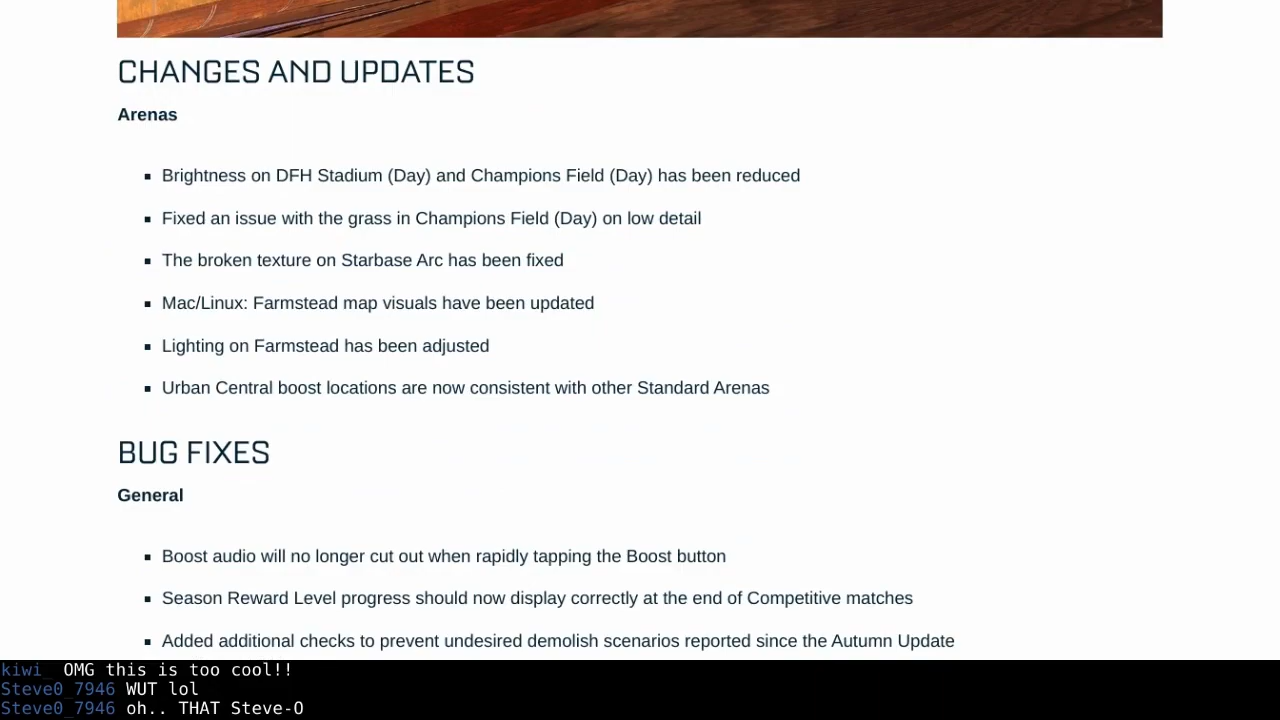 CHANGES AND UPDATES
Arenas
Brightness on DFH Stadium (Day) and Champions Field (Day) has been reduced
Fixed an issue with the grass in Champions Field (Day) on low detail
The broken texture on Starbase Arc has been fixed
Mac/Linux: Farmstead map visuals have been updated
Lighting on Farmstead has been adjusted
Urban Central boost locations are now consistent with other Standard Arenas
BUG FIXES
General
Boost audio will no longer cut out when rapidly tapping the Boost button
Season Reward Level progress should now display correctly at the end of Competitive matches
Added additional checks to prevent undesired demolish scenarios reported since the Autumn Update
kiwi_ OMG this is too cool!!
Steve0_7946 WUT lol
Steve0_7946 oh.. THAT Steve-O